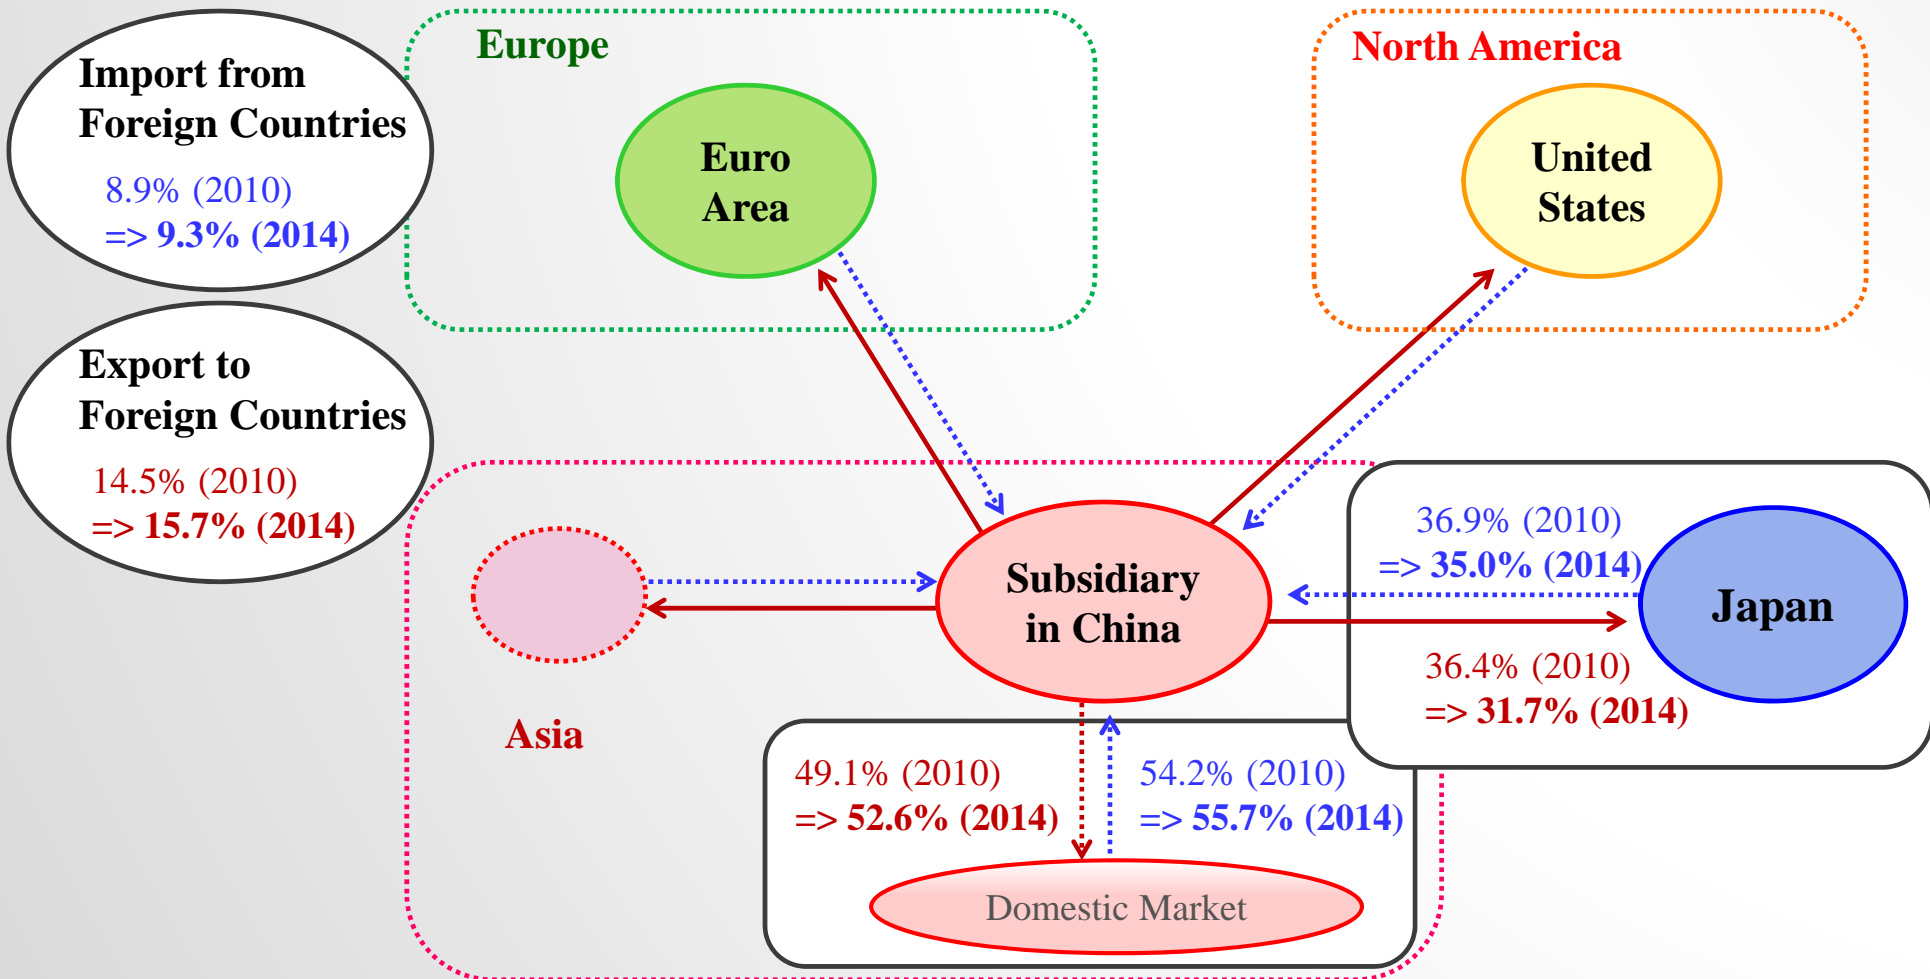 Import from
Foreign Countries
8.9% (2010)
=> 9.3% (2014)
Export to
Foreign Countries
14.5% (2010)
=> 15.7% (2014)
Europe
Euro
Area
North America
United
States
Asia
Subsidiary
in China
36.9% (2010)
=> 35.0% (2014)
Japan
36.4% (2010)
=> 31.7% (2014)
49.1% (2010)
=> 52.6% (2014)
54.2% (2010)
=> 55.7% (2014)
Domestic Market